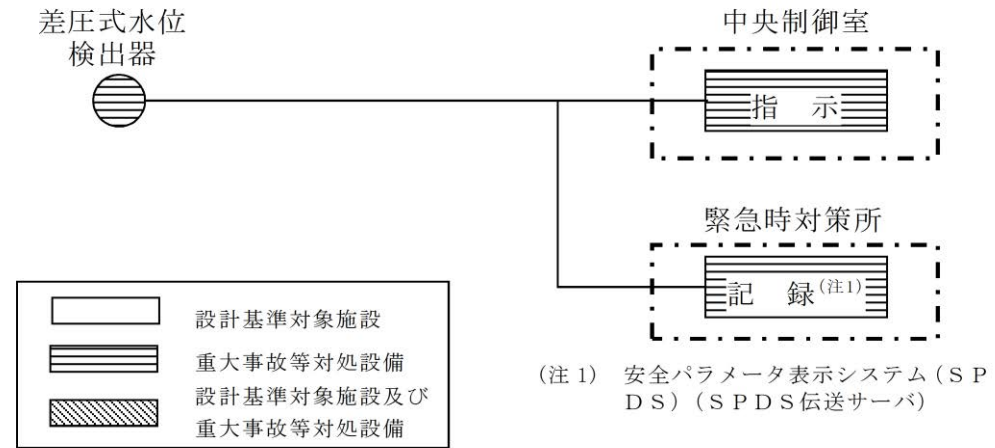 差圧式水位
検出器
中央制御室
指　示
緊急時対策所
記　録(注1)
設計基準対象施設
重大事故等対処設備
設計基準対象施設及び
重大事故等対処設備
(注 1)　安全パラメータ表示システム(ＳＰ
ＤＳ)(ＳＰＤＳ伝送サーバ)